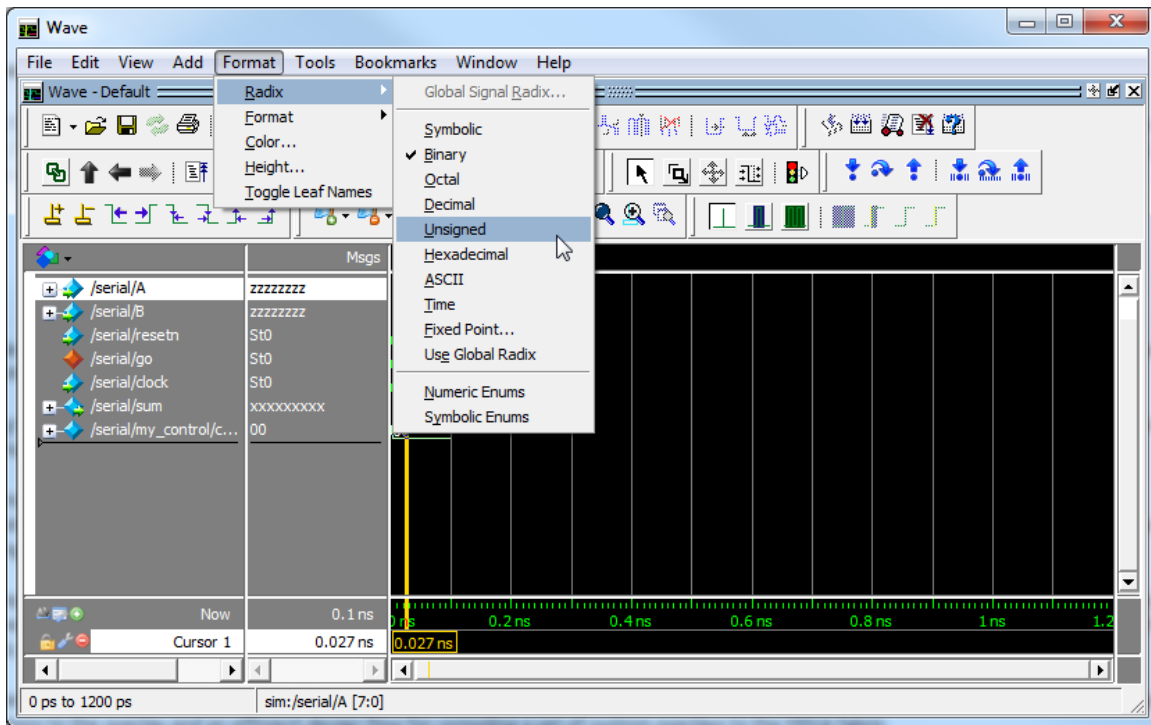 Wave
File Edit View Add Format Tools Bookmarks Window Help
Wave - Default
Radix
Format
Color...
Height...
Toggle Leaf Names
Global Signal Radix...
Symbolic
Binary
Octal
Decimal
Unsigned
Hexadecimal
ASCII
Time
Fixed Point...
Use Global Radix
Numeric Enums
Symbolic Enums
Msgs
/serial/A zzzzzzzz
/serial/B zzzzzzzz
/serial/resetn St0
/serial/go St0
/serial/clock St0
/serial/sum xxxxxxxxx
/serial/my_control/c... 00
Now 0.1 ns
0.2 ns 0.4 ns 0.6 ns 0.8 ns 1 ns 1.2
Cursor 1 0.027 ns 0.027 ns
0 ps to 1200 ps sim:/serial/A [7:0]